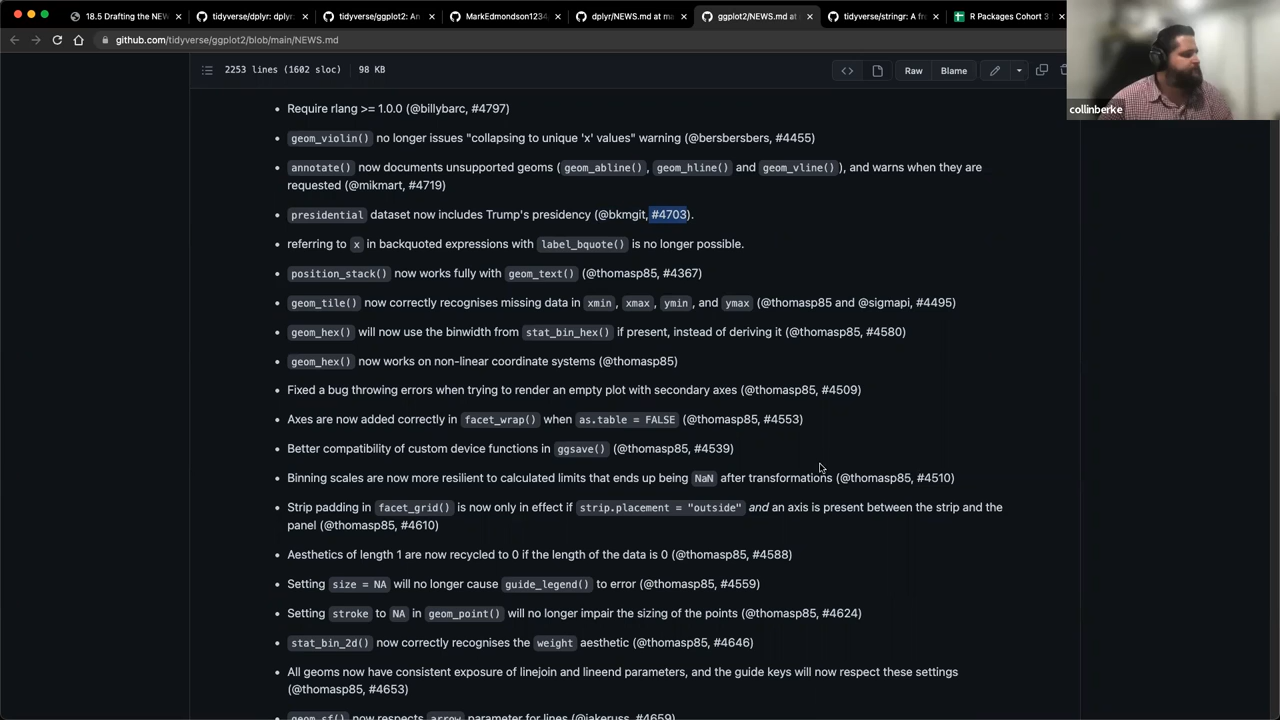 18.5 Drafting the NEW
tidyverse/dplyr: dplyr
tidyverse/ggplot2: An
MarkEdmondson1234
dplyr/NEWS.md at ma
ggplot2/NEWS.md at
tidyverse/stringr: A fr
R Packages Cohort 3
github.com/tidyverse/ggplot2/blob/main/NEWS.md
2253 lines (1602 sloc) 98 KB
Raw
Blame
collinberke
Require rlang >= 1.0.0 (@billybarc, #4797)
geom_violin() no longer issues "collapsing to unique 'x' values" warning (@bersbersbers, #4455)
annotate() now documents unsupported geoms (geom_abline(), geom_hline() and geom_vline()), and warns when they are
requested (@mikmart, #4719)
presidential dataset now includes Trump's presidency (@bkmgit, #4703).
referring to x in backquoted expressions with label_bquote() is no longer possible.
position_stack() now works fully with geom_text() (@thomasp85, #4367)
geom_tile() now correctly recognises missing data in xmin, xmax, ymin, and ymax (@thomasp85 and @sigmapi, #4495)
geom_hex() will now use the binwidth from stat_bin_hex() if present, instead of deriving it (@thomasp85, #4580)
geom_hex() now works on non-linear coordinate systems (@thomasp85)
Fixed a bug throwing errors when trying to render an empty plot with secondary axes (@thomasp85, #4509)
Axes are now added correctly in facet_wrap() when as.table = FALSE (@thomasp85, #4553)
Better compatibility of custom device functions in ggsave() (@thomasp85, #4539)
Binning scales are now more resilient to calculated limits that ends up being NaN after transformations (@thomasp85, #4510)
Strip padding in facet_grid() is now only in effect if strip.placement = "outside" and an axis is present between the strip and the
panel (@thomasp85, #4610)
Aesthetics of length 1 are now recycled to 0 if the length of the data is 0 (@thomasp85, #4588)
Setting size = NA will no longer cause guide_legend() to error (@thomasp85, #4559)
Setting stroke to NA in geom_point() will no longer impair the sizing of the points (@thomasp85, #4624)
stat_bin_2d() now correctly recognises the weight aesthetic (@thomasp85, #4646)
All geoms now have consistent exposure of linejoin and lineend parameters, and the guide keys will now respect these settings
(@thomasp85, #4653)
geom_sf() now respects arrow parameter for lines (@jakeruss, #4659)